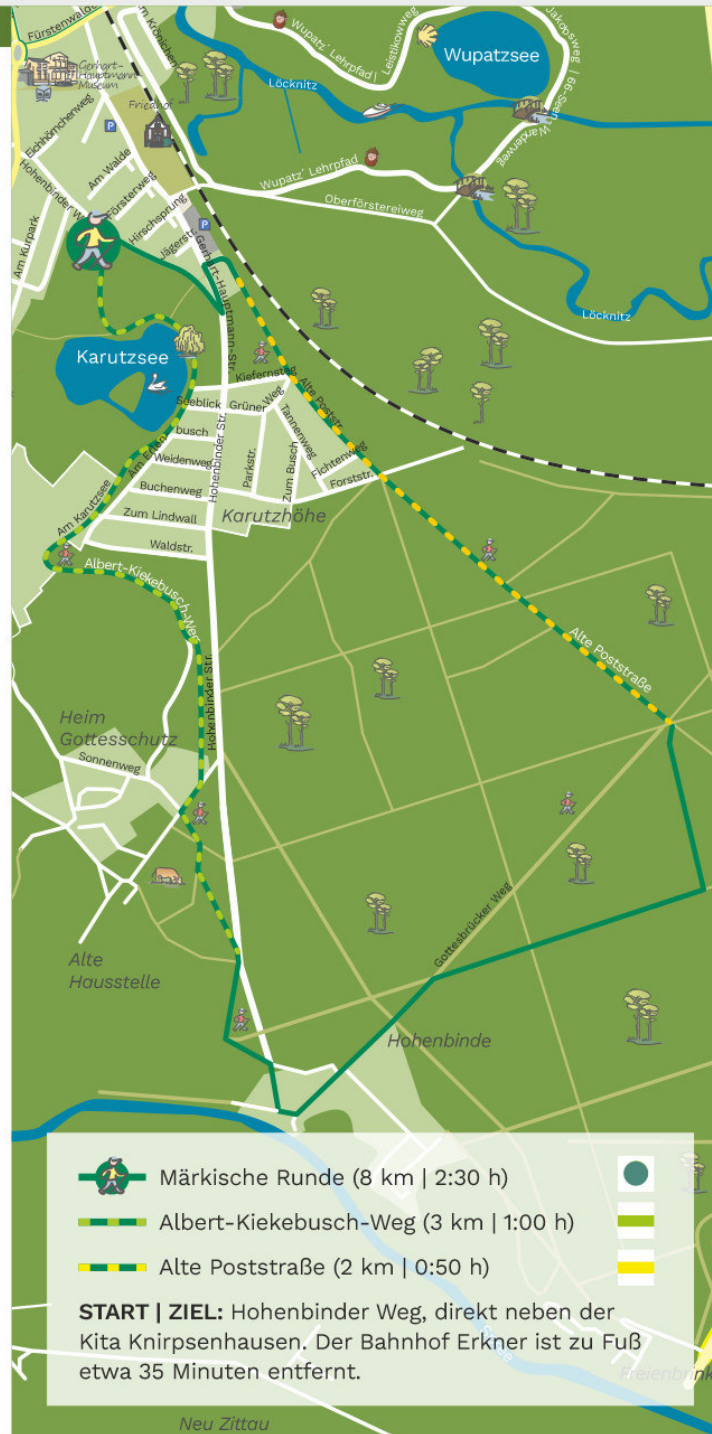 Fürstenwald
Am Krönichen
Gerhart-
Hauptmann
Museum
Friedhof
Eichhörnchenweg
Am Walde
Hohenbinder W
Försterweg
Hirschsprung
Jägerstr.
Am Kurpark
Gerhart-Hauptmann-Str.
Wupatz' Lehrpfad
Leistikowweg
Wupatzsee
Jakobsweg | 66-Seen-Wanderweg
Löcknitz
Wupatz' Lehrpfad
Oberförstereiweg
Löcknitz
Karutzsee
Kiefernsteg
Alte Poststr.
Seeblick
Grüner Weg
busch
Am Erlen
Weidenweg
Hohenbinder Str.
Parkstr.
Tannenweg
Zum Busch
Fichtenweg
Forststr.
Buchenweg
Karutzhöhe
Am Karutzsee
Zum Lindwall
Waldstr.
Albert-Kiekebusch-Weg
Alte Poststraße
Hohenbinder Str.
Heim
Gottesschutz
Sonnenweg
Gottesbrücker Weg
Alte
Hausstelle
Hohenbinde
Märkische Runde (8 km | 2:30 h)
Albert-Kiekebusch-Weg (3 km | 1:00 h)
Alte Poststraße (2 km | 0:50 h)
START | ZIEL: Hohenbinder Weg, direkt neben der
Kita Knirpsenhausen. Der Bahnhof Erkner ist zu Fuß
etwa 35 Minuten entfernt.
Freienbrink
Neu Zittau